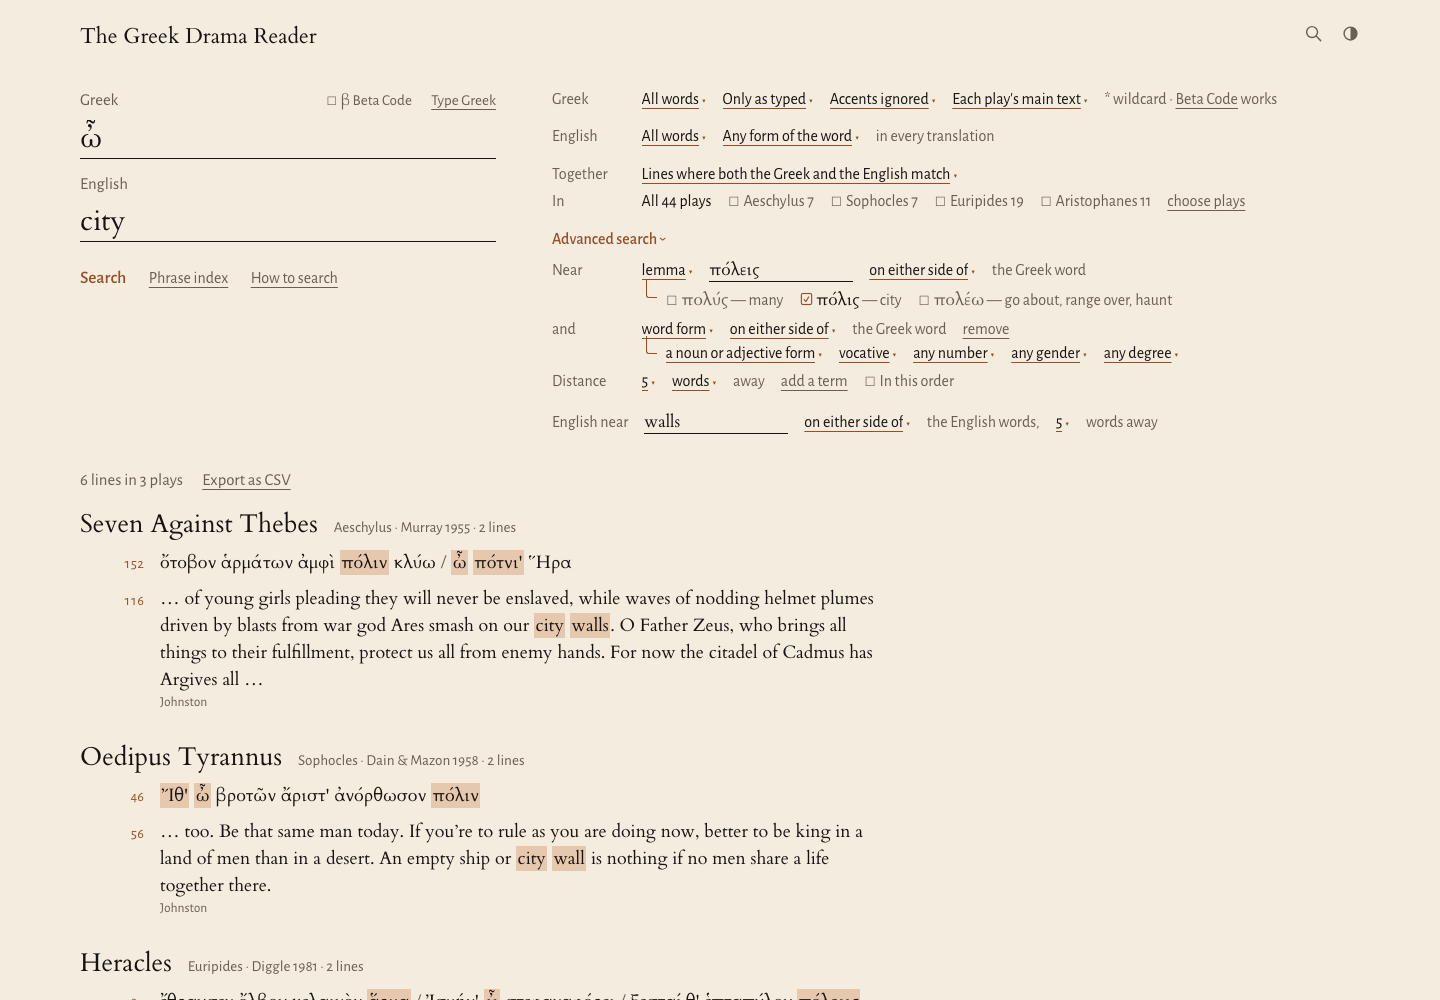 The Greek Drama Reader
Greek β Beta Code Type Greek
ὦ
English
city
Search Phrase index How to search
Greek All words Only as typed Accents ignored Each play's main text * wildcard · Beta Code works
English All words Any form of the word in every translation
Together Lines where both the Greek and the English match
In All 44 plays Aeschylus 7 Sophocles 7 Euripides 19 Aristophanes 11 choose plays
Advanced search
Near lemma πόλεις on either side of the Greek word
πολύς — many πόλις — city πολέω — go about, range over, haunt
and word form on either side of the Greek word remove
a noun or adjective form vocative any number any gender any degree
Distance 5 words away add a term In this order
English near walls on either side of the English words, 5 words away
6 lines in 3 plays Export as CSV
Seven Against Thebes Aeschylus · Murray 1955 · 2 lines
152 ὄτοβον ἁρμάτων ἀμφὶ πόλιν κλύω / ὦ πότνι' Ἥρα
116 … of young girls pleading they will never be enslaved, while waves of nodding helmet plumes
driven by blasts from war god Ares smash on our city walls. O Father Zeus, who brings all
things to their fulfillment, protect us all from enemy hands. For now the citadel of Cadmus has
Argives all …
Johnston
Oedipus Tyrannus Sophocles · Dain & Mazon 1958 · 2 lines
46 Ἴθ' ὦ βροτῶν ἄριστ' ἀνόρθωσον πόλιν
56 … too. Be that same man today. If you’re to rule as you are doing now, better to be king in a
land of men than in a desert. An empty ship or city wall is nothing if no men share a life
together there.
Johnston
Heracles Euripides · Diggle 1981 · 2 lines